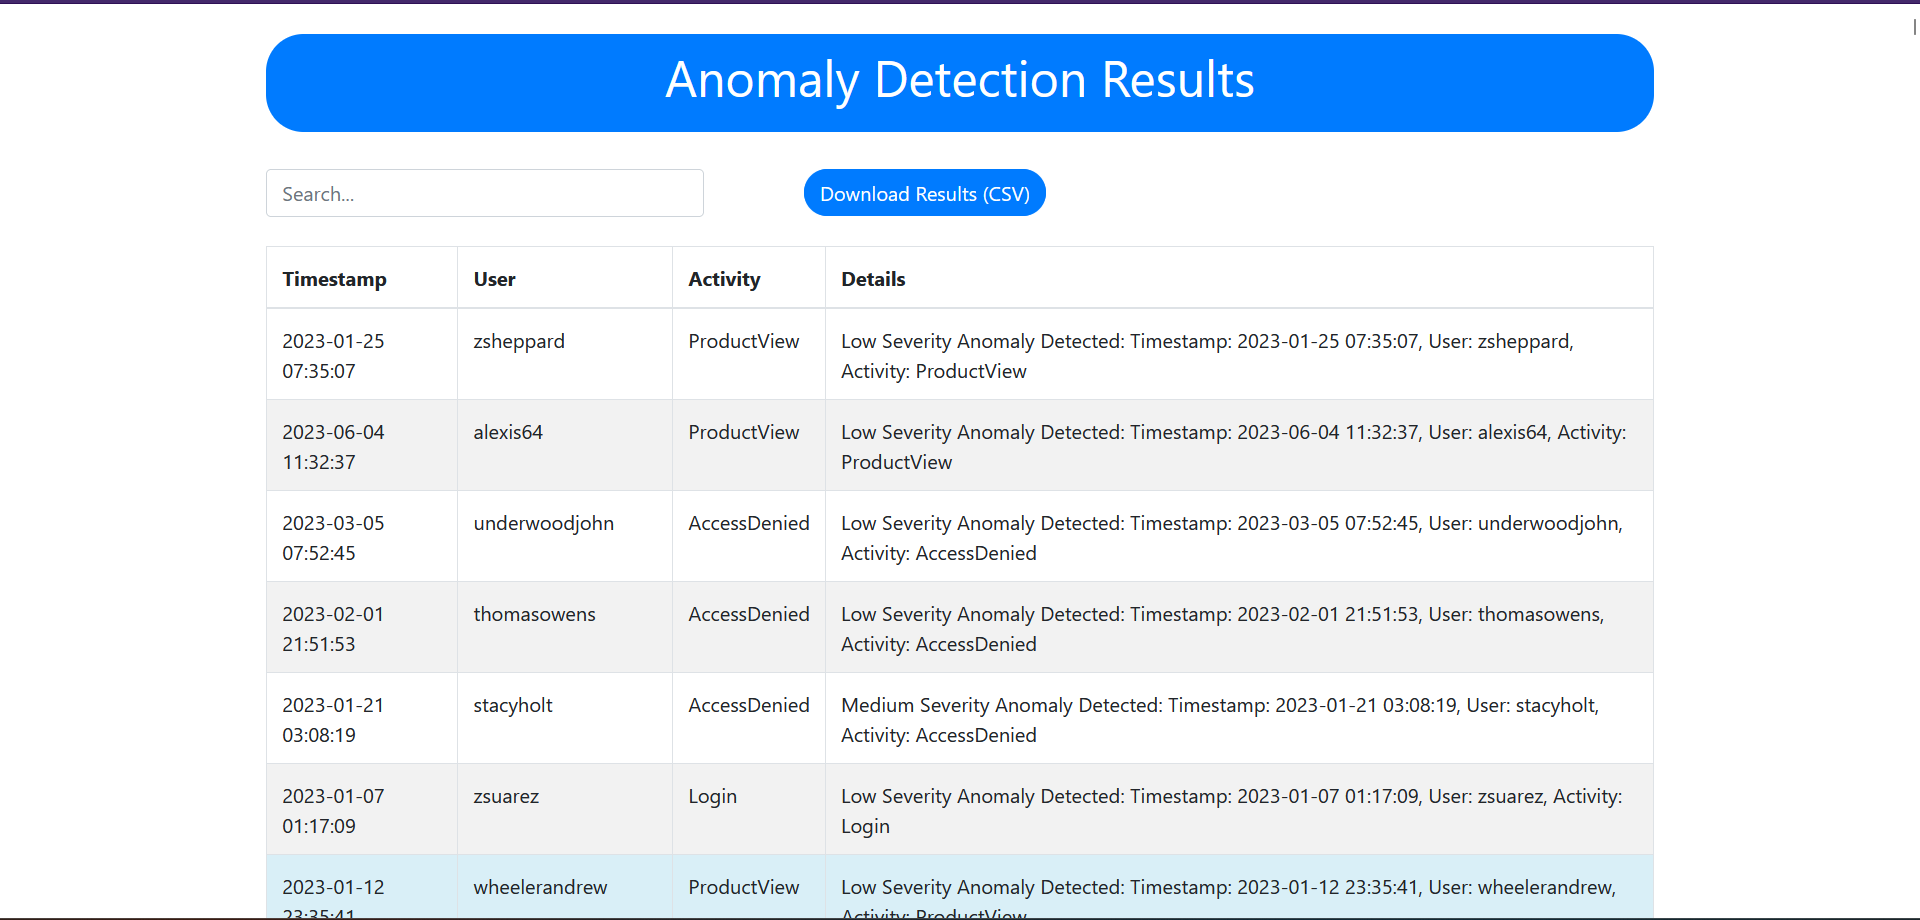 Anomaly Detection Results
Search...
Download Results (CSV)
Timestamp User Activity Details
2023-01-25 zsheppard ProductView Low Severity Anomaly Detected: Timestamp: 2023-01-25 07:35:07, User: zsheppard,
07:35:07 Activity: ProductView
2023-06-04 alexis64 ProductView Low Severity Anomaly Detected: Timestamp: 2023-06-04 11:32:37, User: alexis64, Activity:
11:32:37 ProductView
2023-03-05 underwoodjohn AccessDenied Low Severity Anomaly Detected: Timestamp: 2023-03-05 07:52:45, User: underwoodjohn,
07:52:45 Activity: AccessDenied
2023-02-01 thomasowens AccessDenied Low Severity Anomaly Detected: Timestamp: 2023-02-01 21:51:53, User: thomasowens,
21:51:53 Activity: AccessDenied
2023-01-21 stacyholt AccessDenied Medium Severity Anomaly Detected: Timestamp: 2023-01-21 03:08:19, User: stacyholt,
03:08:19 Activity: AccessDenied
2023-01-07 zsuarez Login Low Severity Anomaly Detected: Timestamp: 2023-01-07 01:17:09, User: zsuarez, Activity:
01:17:09 Login
2023-01-12 wheelerandrew ProductView Low Severity Anomaly Detected: Timestamp: 2023-01-12 23:35:41, User: wheelerandrew,
23:35:41 Activity: ProductView